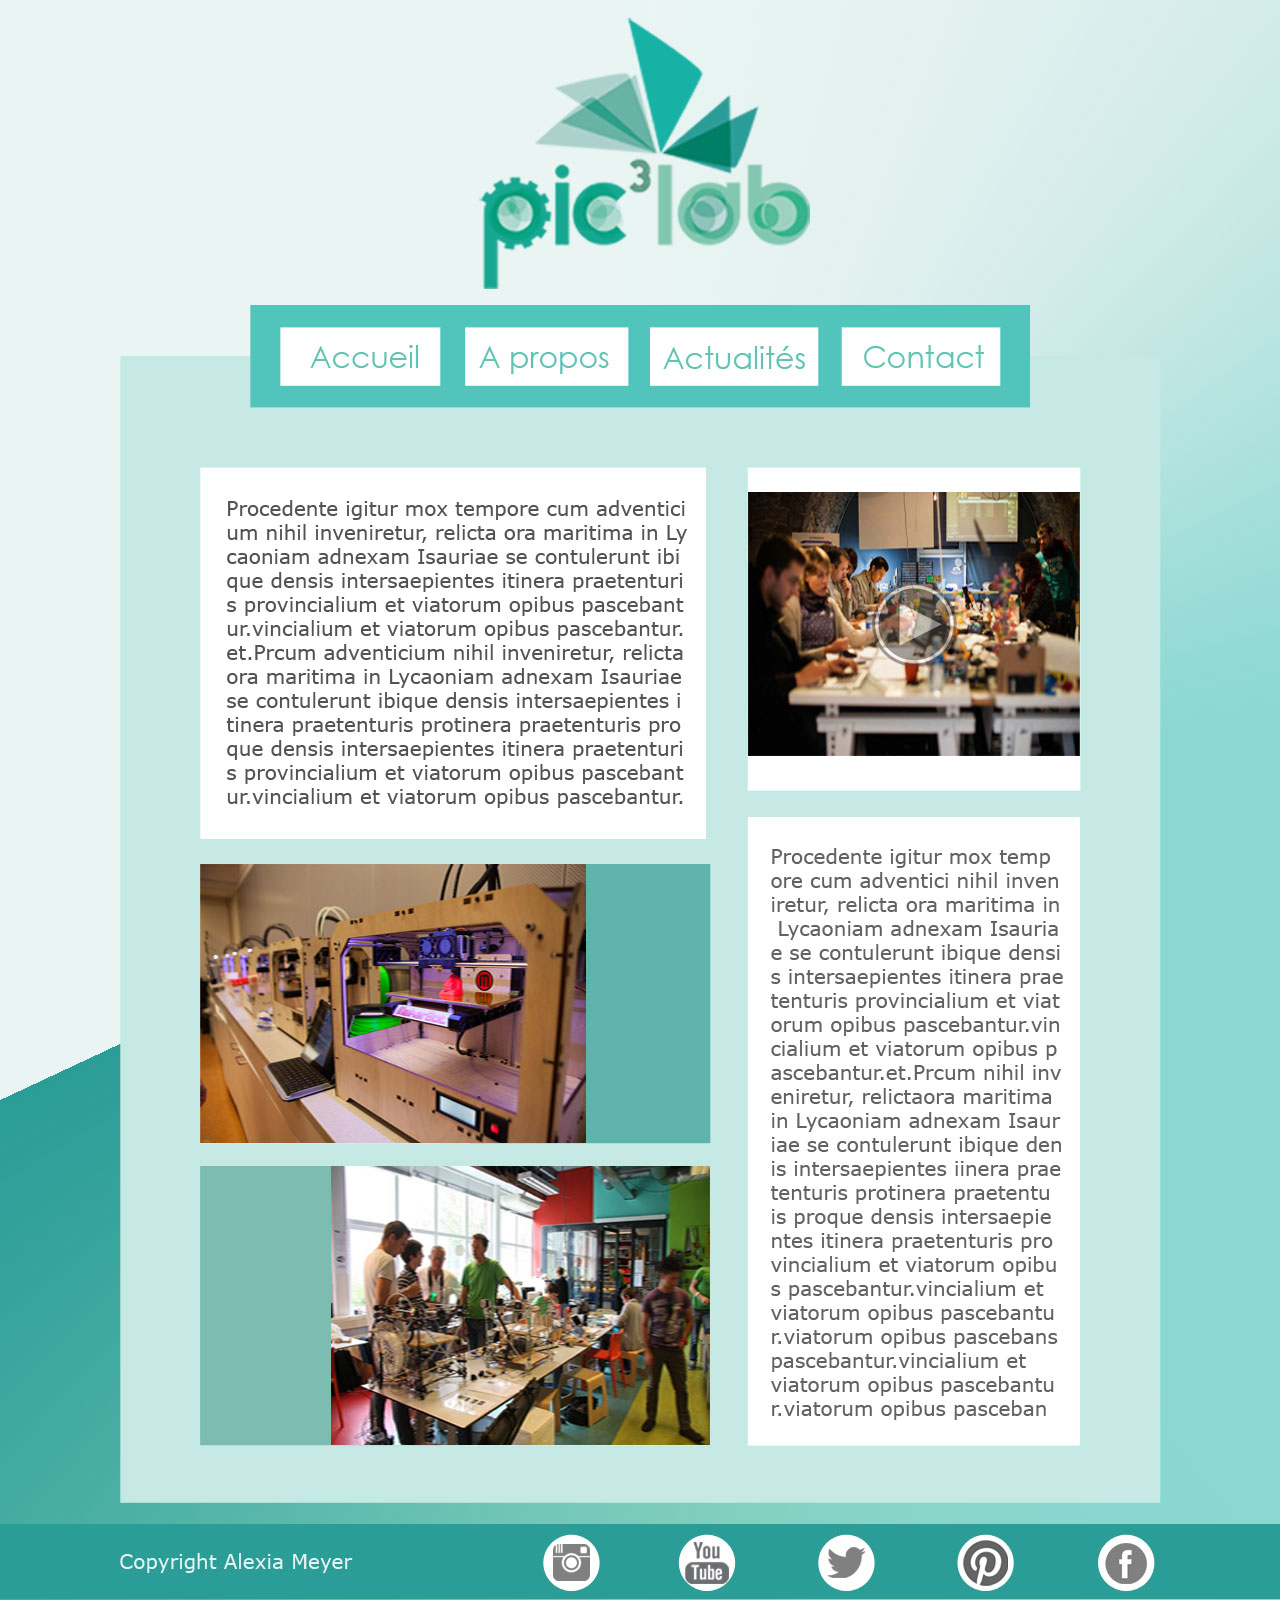 pic³lab
Accueil
A propos
Actualités
Contact
Procedente igitur mox tempore cum adventici
um nihil inveniretur, relicta ora maritima in Ly
caoniam adnexam Isauriae se contulerunt ibi
que densis intersaepientes itinera praetenturi
s provincialium et viatorum opibus pascebant
ur.vincialium et viatorum opibus pascebantur.
et.Prcum adventicium nihil inveniretur, relicta
ora maritima in Lycaoniam adnexam Isauriae
se contulerunt ibique densis intersaepientes i
tinera praetenturis protinera praetenturis pro
que densis intersaepientes itinera praetenturi
s provincialium et viatorum opibus pascebant
ur.vincialium et viatorum opibus pascebantur.
Procedente igitur mox temp
ore cum adventici nihil inven
iretur, relicta ora maritima in
Lycaoniam adnexam Isauria
e se contulerunt ibique densi
s intersaepientes itinera prae
tenturis provincialium et viat
orum opibus pascebantur.vin
cialium et viatorum opibus p
ascebantur.et.Prcum nihil inv
eniretur, relictaora maritima
in Lycaoniam adnexam Isaur
iae se contulerunt ibique den
is intersaepientes iinera prae
tenturis protinera praetentu
is proque densis intersaepie
ntes itinera praetenturis pro
vincialium et viatorum opibu
s pascebantur.vincialium et
viatorum opibus pascebantu
r.viatorum opibus pascebans
pascebantur.vincialium et
viatorum opibus pascebantu
r.viatorum opibus pasceban
Copyright Alexia Meyer
You
Tube